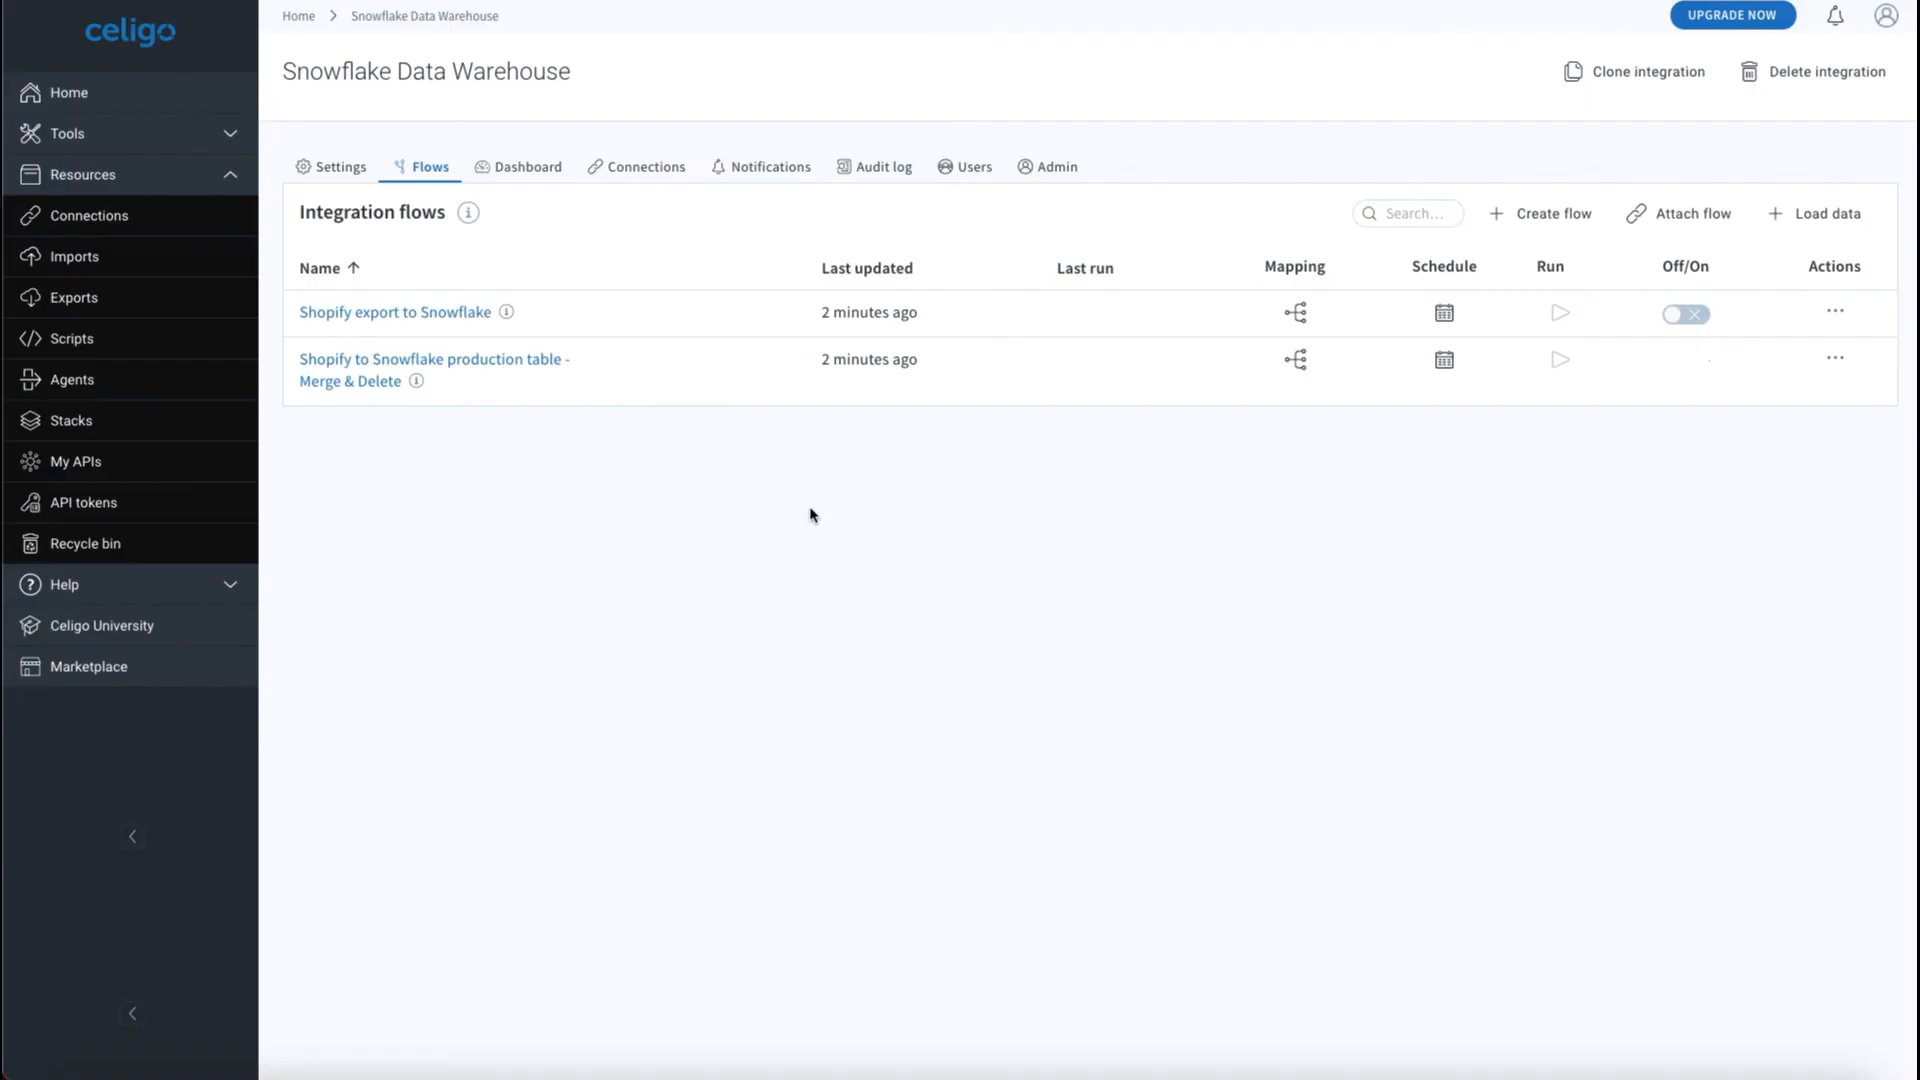 celigo
Home
Tools
Resources
Connections
Imports
Exports
Scripts
Agents
Stacks
My APIs
API tokens
Recycle bin
Help
Celigo University
Marketplace
Home Snowflake Data Warehouse
UPGRADE NOW
Snowflake Data Warehouse
Clone integration Delete integration
Settings Flows Dashboard Connections Notifications Audit log Users Admin
Integration flows
Search... Create flow Attach flow Load data
Name Last updated Last run Mapping Schedule Run Off/On Actions
Shopify export to Snowflake 2 minutes ago
Shopify to Snowflake production table - 2 minutes ago
Merge & Delete